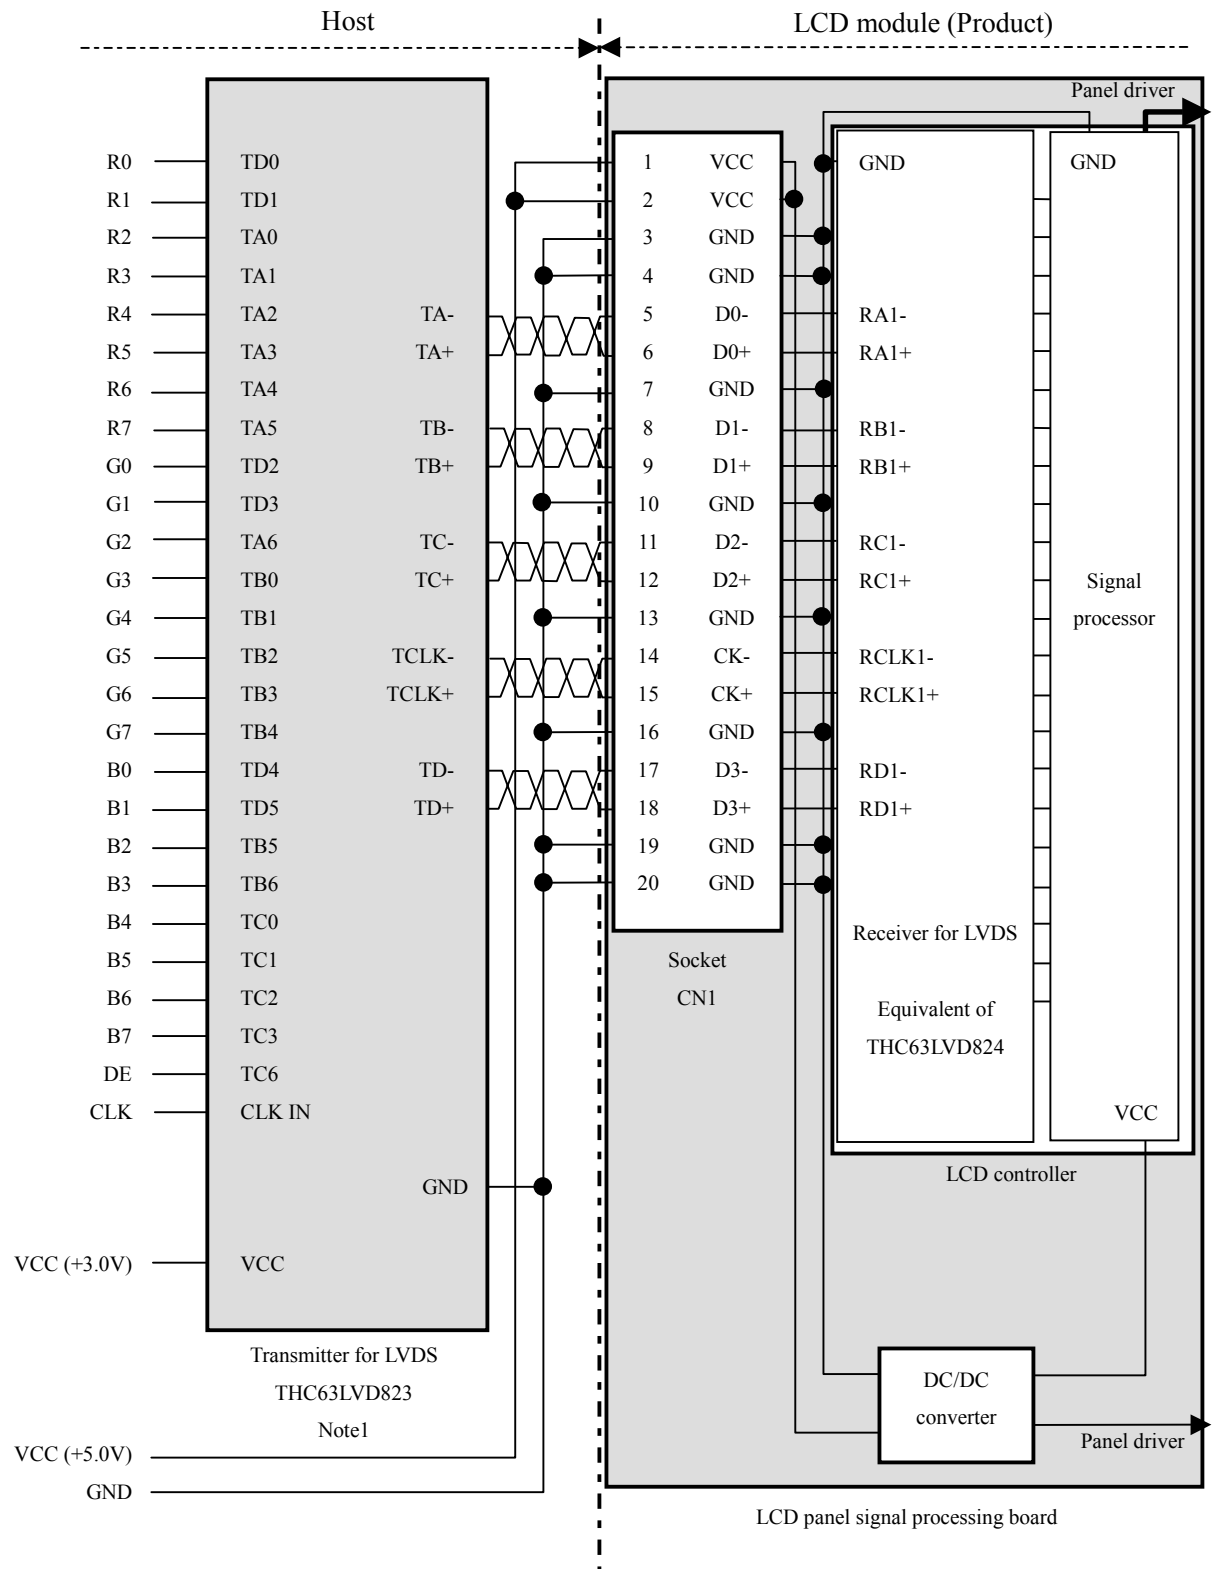 Host
LCD module (Product)
Panel driver
R0 TD0 1 VCC GND GND
R1 TD1 2 VCC
R2 TA0 3 GND
R3 TA1 4 GND
R4 TA2 TA- 5 D0- RA1-
R5 TA3 TA+ 6 D0+ RA1+
R6 TA4 7 GND
R7 TA5 TB- 8 D1- RB1-
G0 TD2 TB+ 9 D1+ RB1+
G1 TD3 10 GND
G2 TA6 TC- 11 D2- RC1-
G3 TB0 TC+ 12 D2+ RC1+ Signal
G4 TB1 13 GND processor
G5 TB2 TCLK- 14 CK- RCLK1-
G6 TB3 TCLK+ 15 CK+ RCLK1+
G7 TB4 16 GND
B0 TD4 TD- 17 D3- RD1-
B1 TD5 TD+ 18 D3+ RD1+
B2 TB5 19 GND
B3 TB6 20 GND
B4 TC0
Receiver for LVDS
B5 TC1 Socket
B6 TC2 CN1
Equivalent of
B7 TC3
THC63LVD824
DE TC6
CLK CLK IN VCC
LCD controller
GND
VCC (+3.0V) VCC
Transmitter for LVDS
THC63LVD823
Note1
DC/DC
converter
Panel driver
VCC (+5.0V)
GND
LCD panel signal processing board